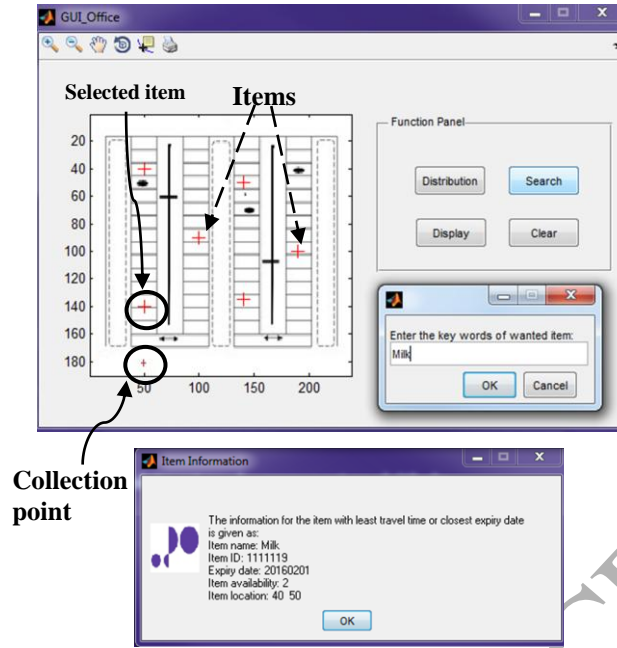 GUI_Office
Selected item
Items
20
40
60
80
100
120
140
160
180
50
100
150
200
Function Panel
Distribution
Search
Display
Clear
Enter the key words of wanted item:
Milk
OK
Cancel
Collection
point
Item Information
The information for the item with least travel time or closest expiry date
is given as:
Item name: Milk
Item ID: 1111119
Expiry date: 20160201
Item availability: 2
Item location: 40 50
OK